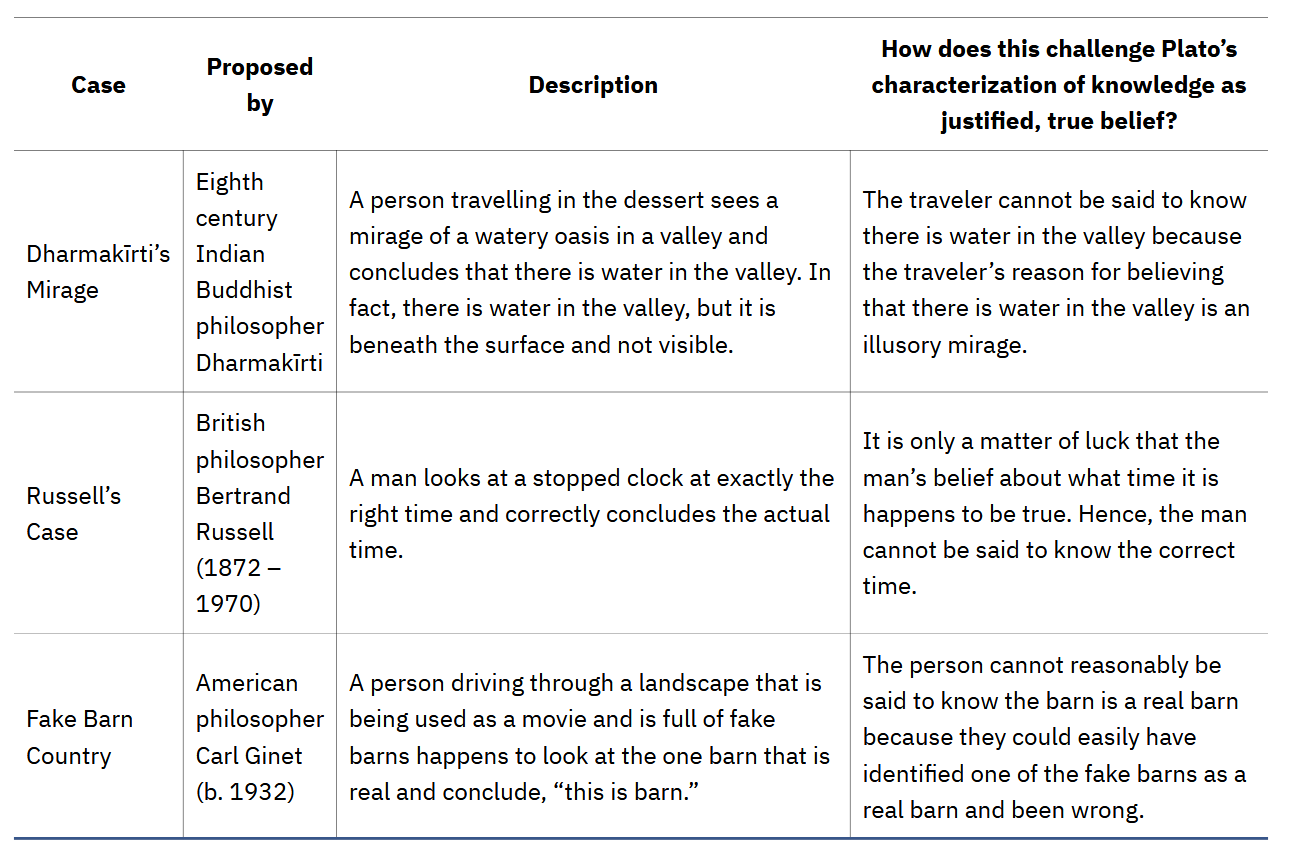 Case
Proposed
by
Description
How does this challenge Plato’s
characterization of knowledge as
justified, true belief?
Dharmakīrti’s
Mirage
Eighth
century
Indian
Buddhist
philosopher
Dharmakīrti
A person travelling in the dessert sees a
mirage of a watery oasis in a valley and
concludes that there is water in the valley. In
fact, there is water in the valley, but it is
beneath the surface and not visible.
The traveler cannot be said to know
there is water in the valley because
the traveler’s reason for believing
that there is water in the valley is an
illusory mirage.
Russell’s
Case
British
philosopher
Bertrand
Russell
(1872 –
1970)
A man looks at a stopped clock at exactly the
right time and correctly concludes the actual
time.
It is only a matter of luck that the
man’s belief about what time it is
happens to be true. Hence, the man
cannot be said to know the correct
time.
Fake Barn
Country
American
philosopher
Carl Ginet
(b. 1932)
A person driving through a landscape that is
being used as a movie and is full of fake
barns happens to look at the one barn that is
real and conclude, “this is barn.”
The person cannot reasonably be
said to know the barn is a real barn
because they could easily have
identified one of the fake barns as a
real barn and been wrong.